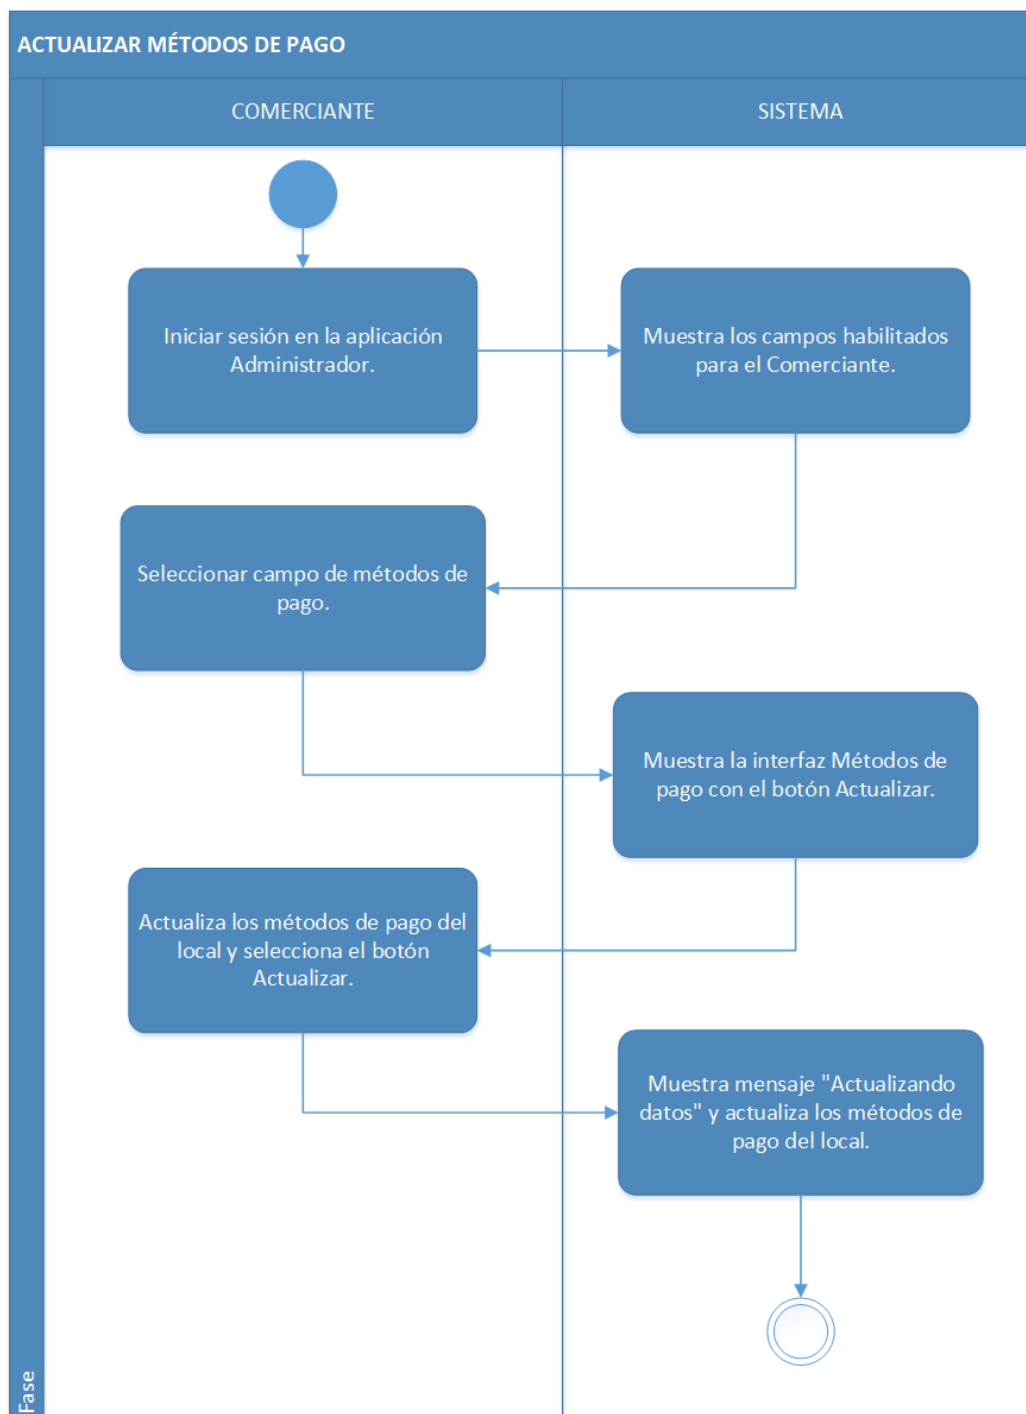 ACTUALIZAR MÉTODOS DE PAGO
COMERCIANTE
SISTEMA
Iniciar sesión en la aplicación
Administrador.
Muestra los campos habilitados
para el Comerciante.
Seleccionar campo de métodos de
pago.
Muestra la interfaz Métodos de
pago con el botón Actualizar.
Actualiza los métodos de pago del
local y selecciona el botón
Actualizar.
Muestra mensaje "Actualizando
datos" y actualiza los métodos de
pago del local.
Fase